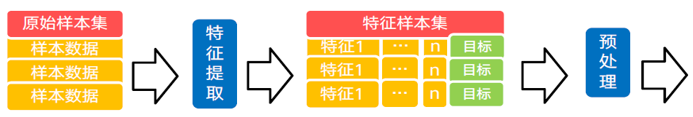 原始样本集
样本数据
样本数据
样本数据
特征提取
特征样本集
特征1 ... n 目标
特征1 ... n 目标
特征1 ... n 目标
预处理